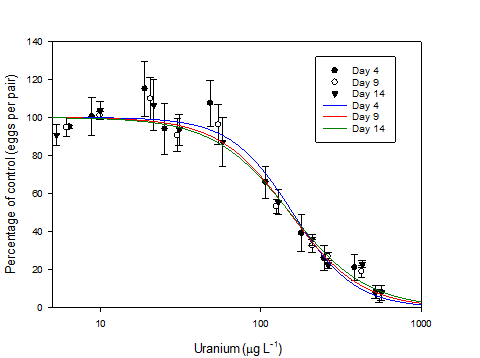 140
120
100
80
60
40
20
0
10
100
1000
Percentage of control (eggs per pair)
Uranium (µg L⁻¹)
Day 4
Day 9
Day 14
Day 4
Day 9
Day 14